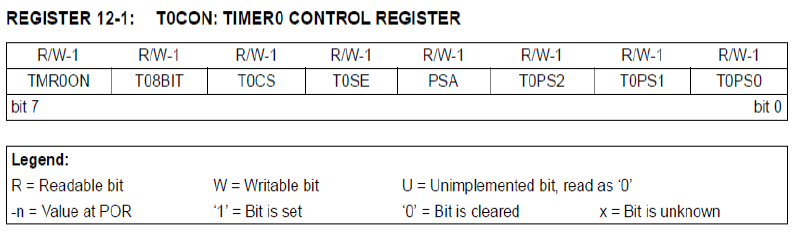 REGISTER 12-1: T0CON: TIMER0 CONTROL REGISTER
R/W-1 R/W-1 R/W-1 R/W-1 R/W-1 R/W-1 R/W-1 R/W-1
TMR0ON T08BIT T0CS T0SE PSA T0PS2 T0PS1 T0PS0
bit 7 bit 0
Legend:
R = Readable bit W = Writable bit U = Unimplemented bit, read as ‘0’
-n = Value at POR ‘1’ = Bit is set ‘0’ = Bit is cleared x = Bit is unknown